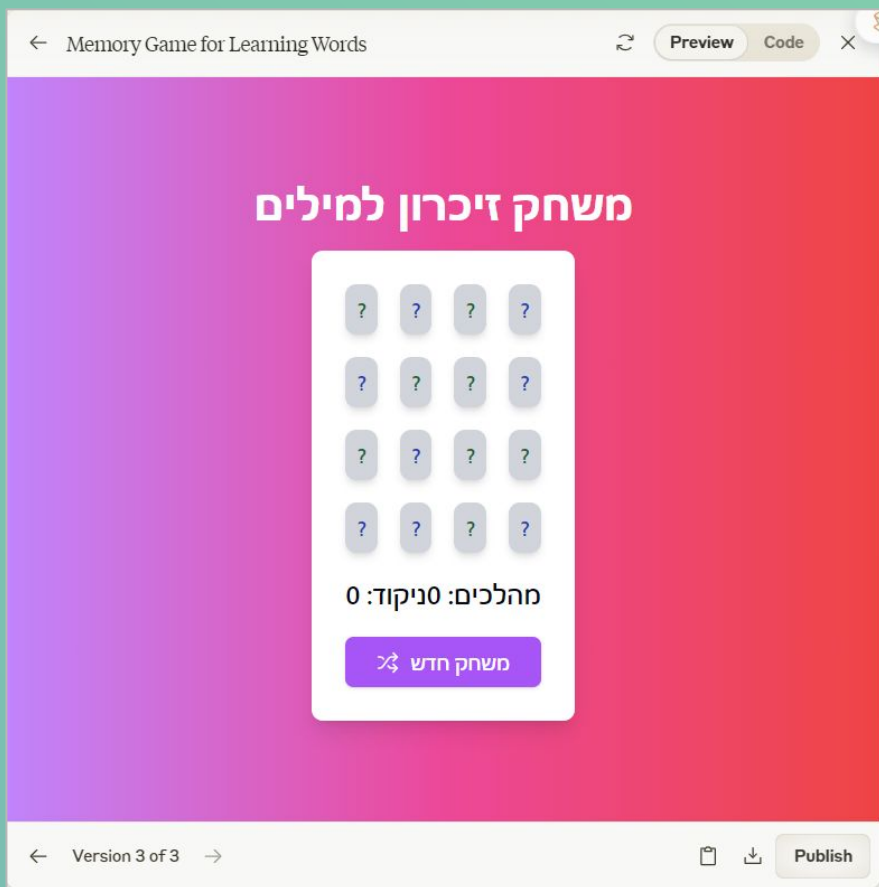 Memory Game for Learning Words
Preview Code
משחק זיכרון למילים
? ? ? ?
? ? ? ?
? ? ? ?
? ? ? ?
מהלכים: 0ניקוד: 0
משחק חדש
Version 3 of 3
Publish